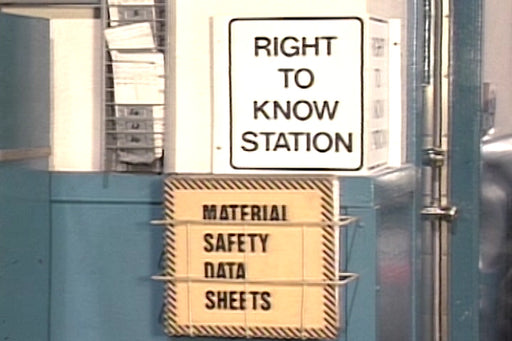 RIGHT
TO
KNOW
STATION
MATERIAL
SAFETY
DATA
SHEETS